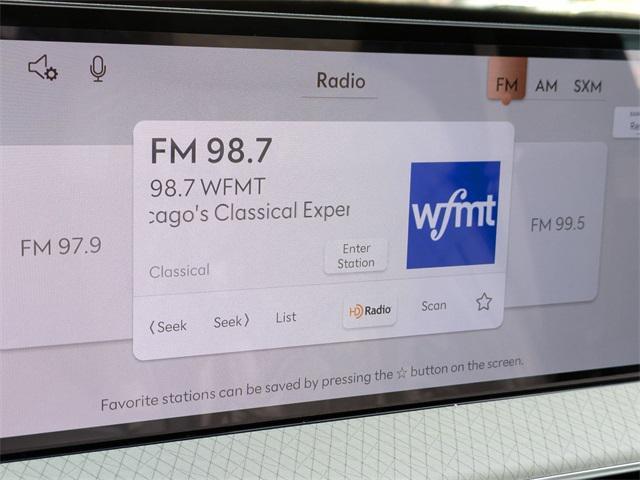 Radio
FM AM SXM
FM 98.7
98.7 WFMT
cago's Classical Exper
wfmt
FM 97.9
FM 99.5
Classical
Enter
Station
⟨Seek Seek⟩ List HD Radio Scan ☆
Favorite stations can be saved by pressing the ☆ button on the screen.